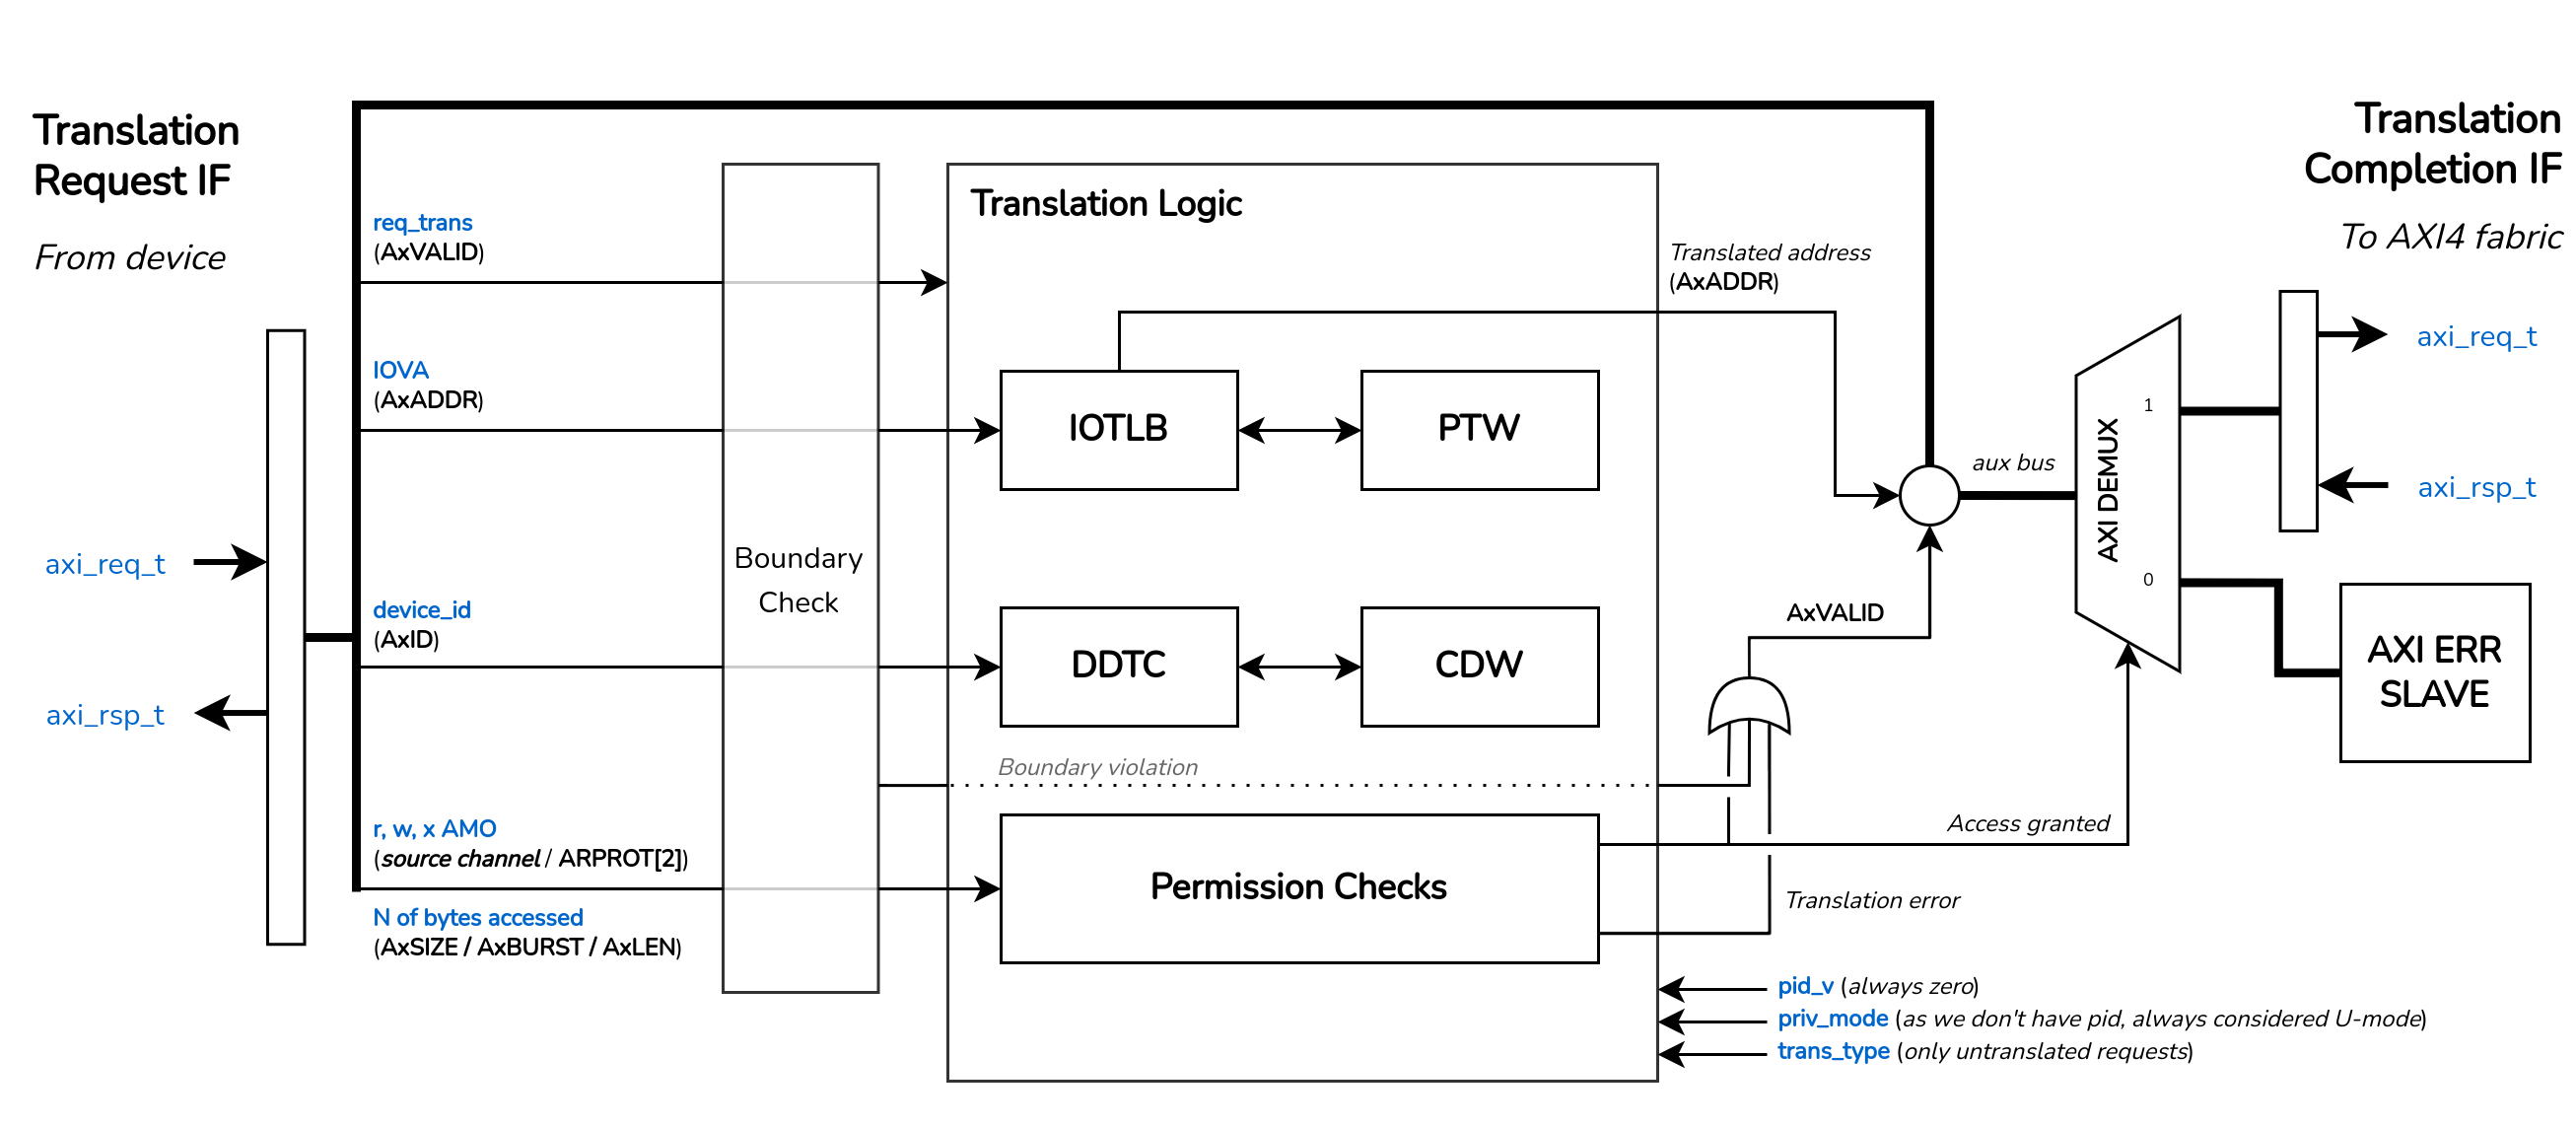 Translation
Request IF
From device
axi_req_t
axi_rsp_t
req_trans
(AxVALID)
IOVA
(AxADDR)
device_id
(AxID)
r, w, x AMO
(source channel / ARPROT[2])
N of bytes accessed
(AxSIZE / AxBURST / AxLEN)
Boundary
Check
Translation Logic
IOTLB
PTW
DDTC
CDW
Boundary violation
Permission Checks
Translated address
(AxADDR)
aux bus
AxVALID
Access granted
Translation error
pid_v (always zero)
priv_mode (as we don't have pid, always considered U-mode)
trans_type (only untranslated requests)
AXI DEMUX
1
0
Translation
Completion IF
To AXI4 fabric
axi_req_t
axi_rsp_t
AXI ERR
SLAVE